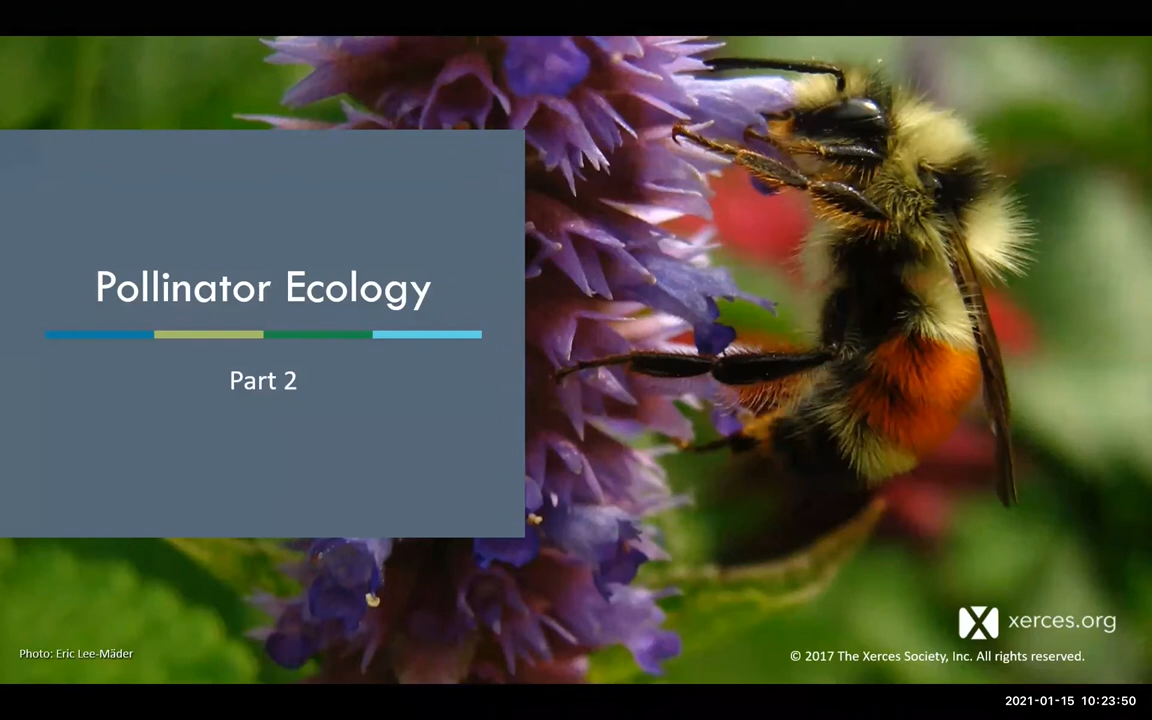 Pollinator Ecology
Part 2
xerces.org
Photo: Eric Lee-Mäder
© 2017 The Xerces Society, Inc. All rights reserved.
2021-01-15 10:23:50